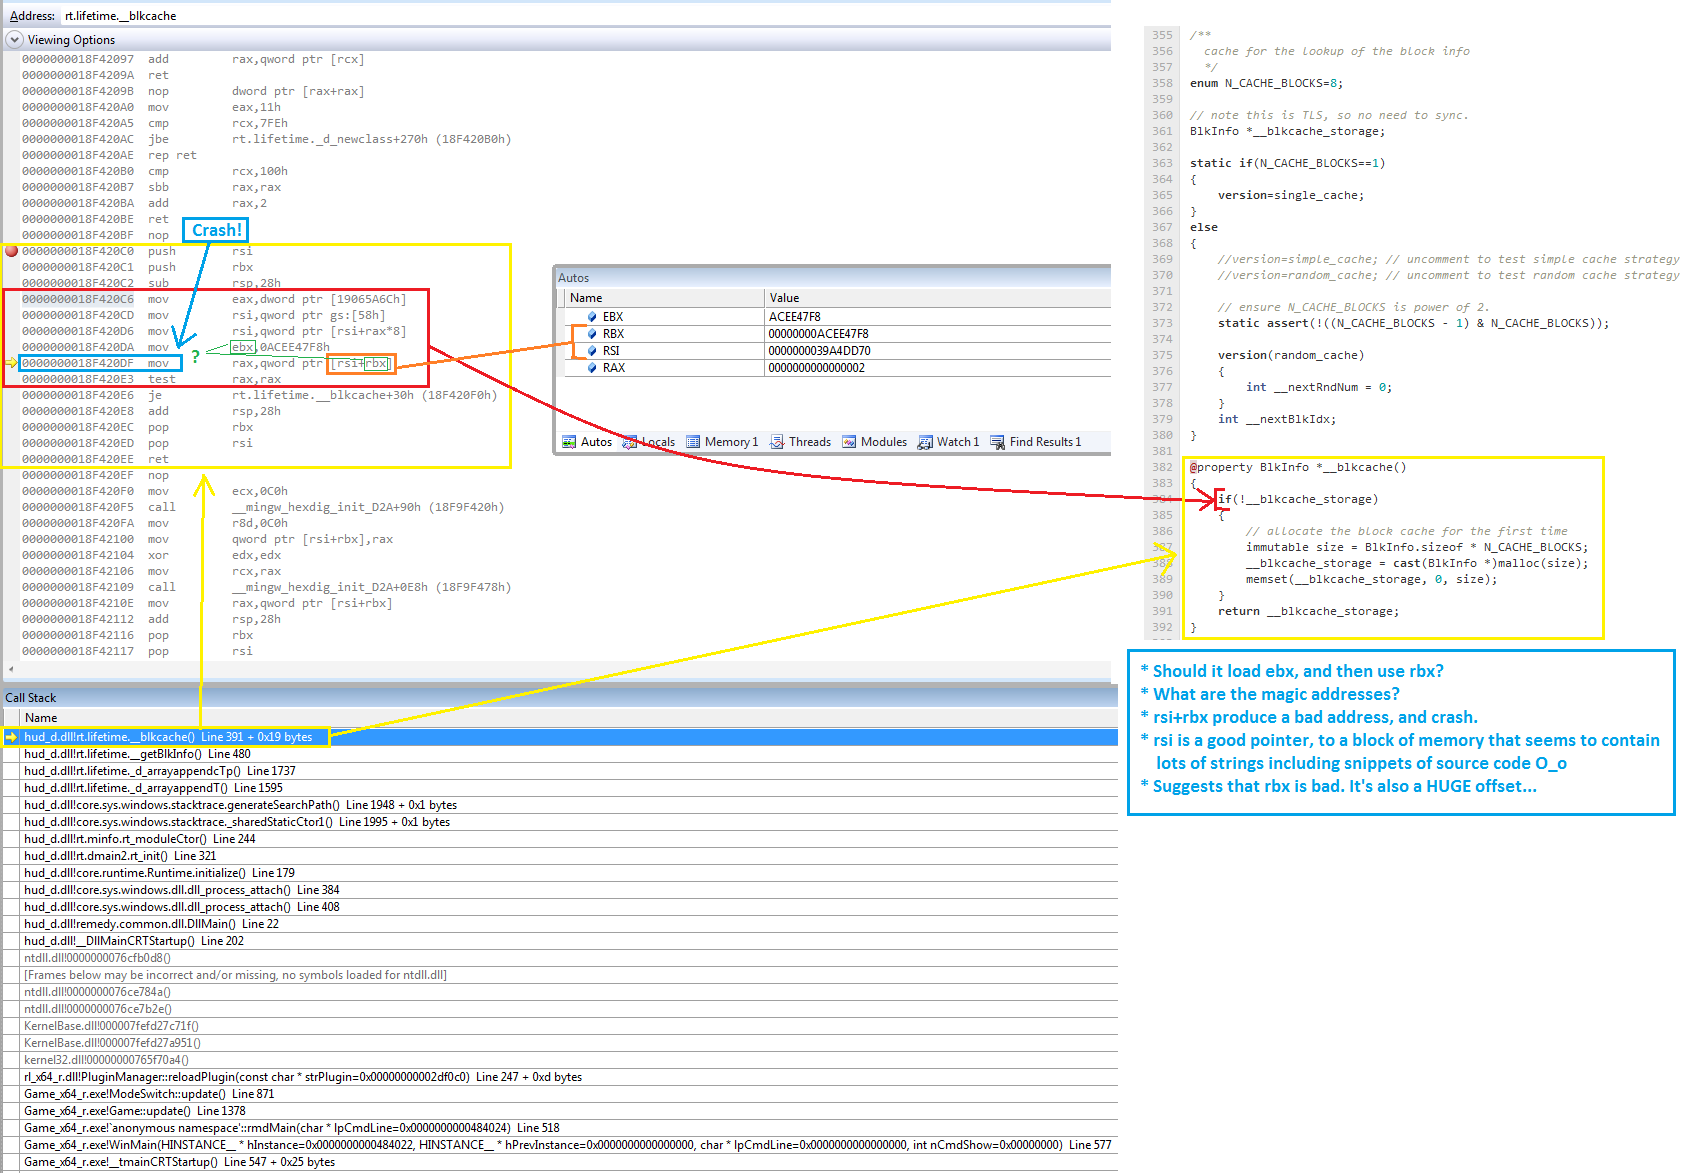 Address: rt.lifetime.__blkcache
Viewing Options
0000000018F42097 add rax,qword ptr [rcx]
0000000018F4209A ret
0000000018F4209B nop dword ptr [rax+rax]
0000000018F420A0 mov eax,11h
0000000018F420A5 cmp rcx,7FEh
0000000018F420AC jbe rt.lifetime._d_newclass+270h (18F420B0h)
0000000018F420AE rep ret
0000000018F420B0 cmp rcx,100h
0000000018F420B7 sbb rax,rax
0000000018F420BA add rax,2
0000000018F420BE ret
0000000018F420BF nop
Crash!
0000000018F420C0 push rsi
0000000018F420C1 push rbx
0000000018F420C2 sub rsp,28h
0000000018F420C6 mov eax,dword ptr [19065A6Ch]
0000000018F420CD mov rsi,qword ptr gs:[58h]
0000000018F420D6 mov rsi,qword ptr [rsi+rax*8]
0000000018F420DA mov ebx,0ACEE47F8h
?
0000000018F420DF mov rax,qword ptr [rsi+rbx]
0000000018F420E3 test rax,rax
0000000018F420E6 je rt.lifetime.__blkcache+30h (18F420F0h)
0000000018F420E8 add rsp,28h
0000000018F420EC pop rbx
0000000018F420ED pop rsi
0000000018F420EE ret
0000000018F420EF nop
0000000018F420F0 mov ecx,0C0h
0000000018F420F5 call __mingw_hexdig_init_D2A+90h (18F9F420h)
0000000018F420FA mov r8d,0C0h
0000000018F42100 mov qword ptr [rsi+rbx],rax
0000000018F42104 xor edx,edx
0000000018F42106 mov rcx,rax
0000000018F42109 call __mingw_hexdig_init_D2A+0E8h (18F9F478h)
0000000018F4210E mov rax,qword ptr [rsi+rbx]
0000000018F42112 add rsp,28h
0000000018F42116 pop rbx
0000000018F42117 pop rsi
Autos
Name Value
EBX ACEE47F8
RBX 00000000ACEE47F8
RSI 0000000039A4DD70
RAX 0000000000000002
Autos Locals Memory 1 Threads Modules Watch 1 Find Results 1
355 /**
356 cache for the lookup of the block info
357 */
358 enum N_CACHE_BLOCKS=8;
359
360 // note this is TLS, so no need to sync.
361 BlkInfo *__blkcache_storage;
362
363 static if(N_CACHE_BLOCKS==1)
364 {
365 version=single_cache;
366 }
367 else
368 {
369 //version=simple_cache; // uncomment to test simple cache strategy
370 //version=random_cache; // uncomment to test random cache strategy
371
372 // ensure N_CACHE_BLOCKS is power of 2.
373 static assert(!((N_CACHE_BLOCKS - 1) & N_CACHE_BLOCKS));
374
375 version(random_cache)
376 {
377 int __nextRndNum = 0;
378 }
379 int __nextBlkIdx;
380 }
381
382 @property BlkInfo *__blkcache()
383 {
384 if(!__blkcache_storage)
385 {
386 // allocate the block cache for the first time
387 immutable size = BlkInfo.sizeof * N_CACHE_BLOCKS;
388 __blkcache_storage = cast(BlkInfo *)malloc(size);
389 memset(__blkcache_storage, 0, size);
390 }
391 return __blkcache_storage;
392 }
* Should it load ebx, and then use rbx?
* What are the magic addresses?
* rsi+rbx produce a bad address, and crash.
* rsi is a good pointer, to a block of memory that seems to contain
lots of strings including snippets of source code O_o
* Suggests that rbx is bad. It's also a HUGE offset...
Call Stack
Name
hud_d.dll!rt.lifetime.__blkcache() Line 391 + 0x19 bytes
hud_d.dll!rt.lifetime.__getBlkInfo() Line 480
hud_d.dll!rt.lifetime._d_arrayappendcTp() Line 1737
hud_d.dll!rt.lifetime._d_arrayappendT() Line 1595
hud_d.dll!core.sys.windows.stacktrace.generateSearchPath() Line 1948 + 0x1 bytes
hud_d.dll!core.sys.windows.stacktrace._sharedStaticCtor1() Line 1995 + 0x1 bytes
hud_d.dll!rt.minfo.rt_moduleCtor() Line 244
hud_d.dll!rt.dmain2.rt_init() Line 321
hud_d.dll!core.runtime.Runtime.initialize() Line 179
hud_d.dll!core.sys.windows.dll.dll_process_attach() Line 384
hud_d.dll!core.sys.windows.dll.dll_process_attach() Line 408
hud_d.dll!remedy.common.dll.DllMain() Line 22
hud_d.dll!__DllMainCRTStartup() Line 202
ntdll.dll!0000000076cfb0d8()
[Frames below may be incorrect and/or missing, no symbols loaded for ntdll.dll]
ntdll.dll!0000000076ce784a()
ntdll.dll!0000000076ce7b2e()
KernelBase.dll!000007fefd27c71f()
KernelBase.dll!000007fefd27a951()
kernel32.dll!00000000765f70a4()
rl_x64_r.dll!PluginManager::reloadPlugin(const char * strPlugin=0x00000000002df0c0) Line 247 + 0xd bytes
Game_x64_r.exe!ModeSwitch::update() Line 871
Game_x64_r.exe!Game::update() Line 1378
Game_x64_r.exe!`anonymous namespace'::rmdMain(char * lpCmdLine=0x0000000000484024) Line 518
Game_x64_r.exe!WinMain(HINSTANCE__ * hInstance=0x0000000000484022, HINSTANCE__ * hPrevInstance=0x0000000000000000, char * lpCmdLine=0x0000000000000000, int nCmdShow=0x00000000) Line 577
Game_x64_r.exe!__tmainCRTStartup() Line 547 + 0x25 bytes